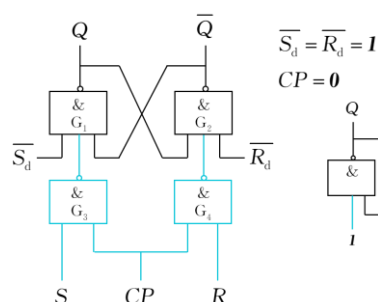 Q
Q̅
S̅d̅ = R̅d̅ = 1
CP = 0
&
G₁
&
G₂
S̅d̅
R̅d̅
&
G₃
&
G₄
S
CP
R
Q
&
1